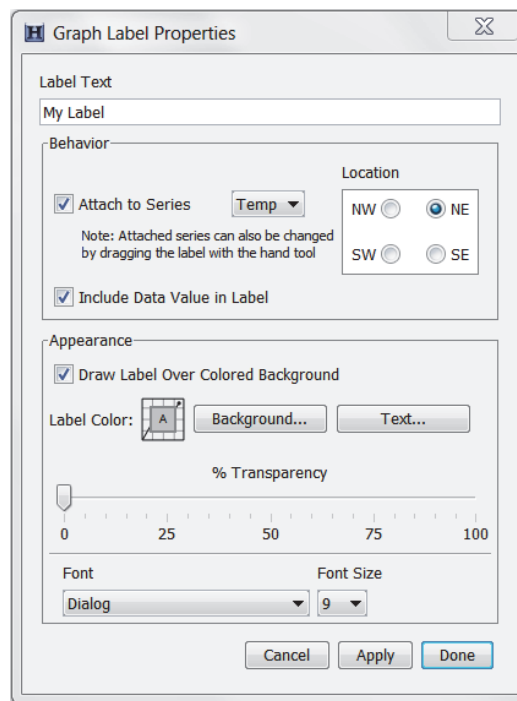 H Graph Label Properties
Label Text
My Label
Behavior
Location
Attach to Series Temp
NW NE
Note: Attached series can also be changed
by dragging the label with the hand tool
SW SE
Include Data Value in Label
Appearance
Draw Label Over Colored Background
Label Color: A Background... Text...
% Transparency
0 25 50 75 100
Font Font Size
Dialog 9
Cancel Apply Done